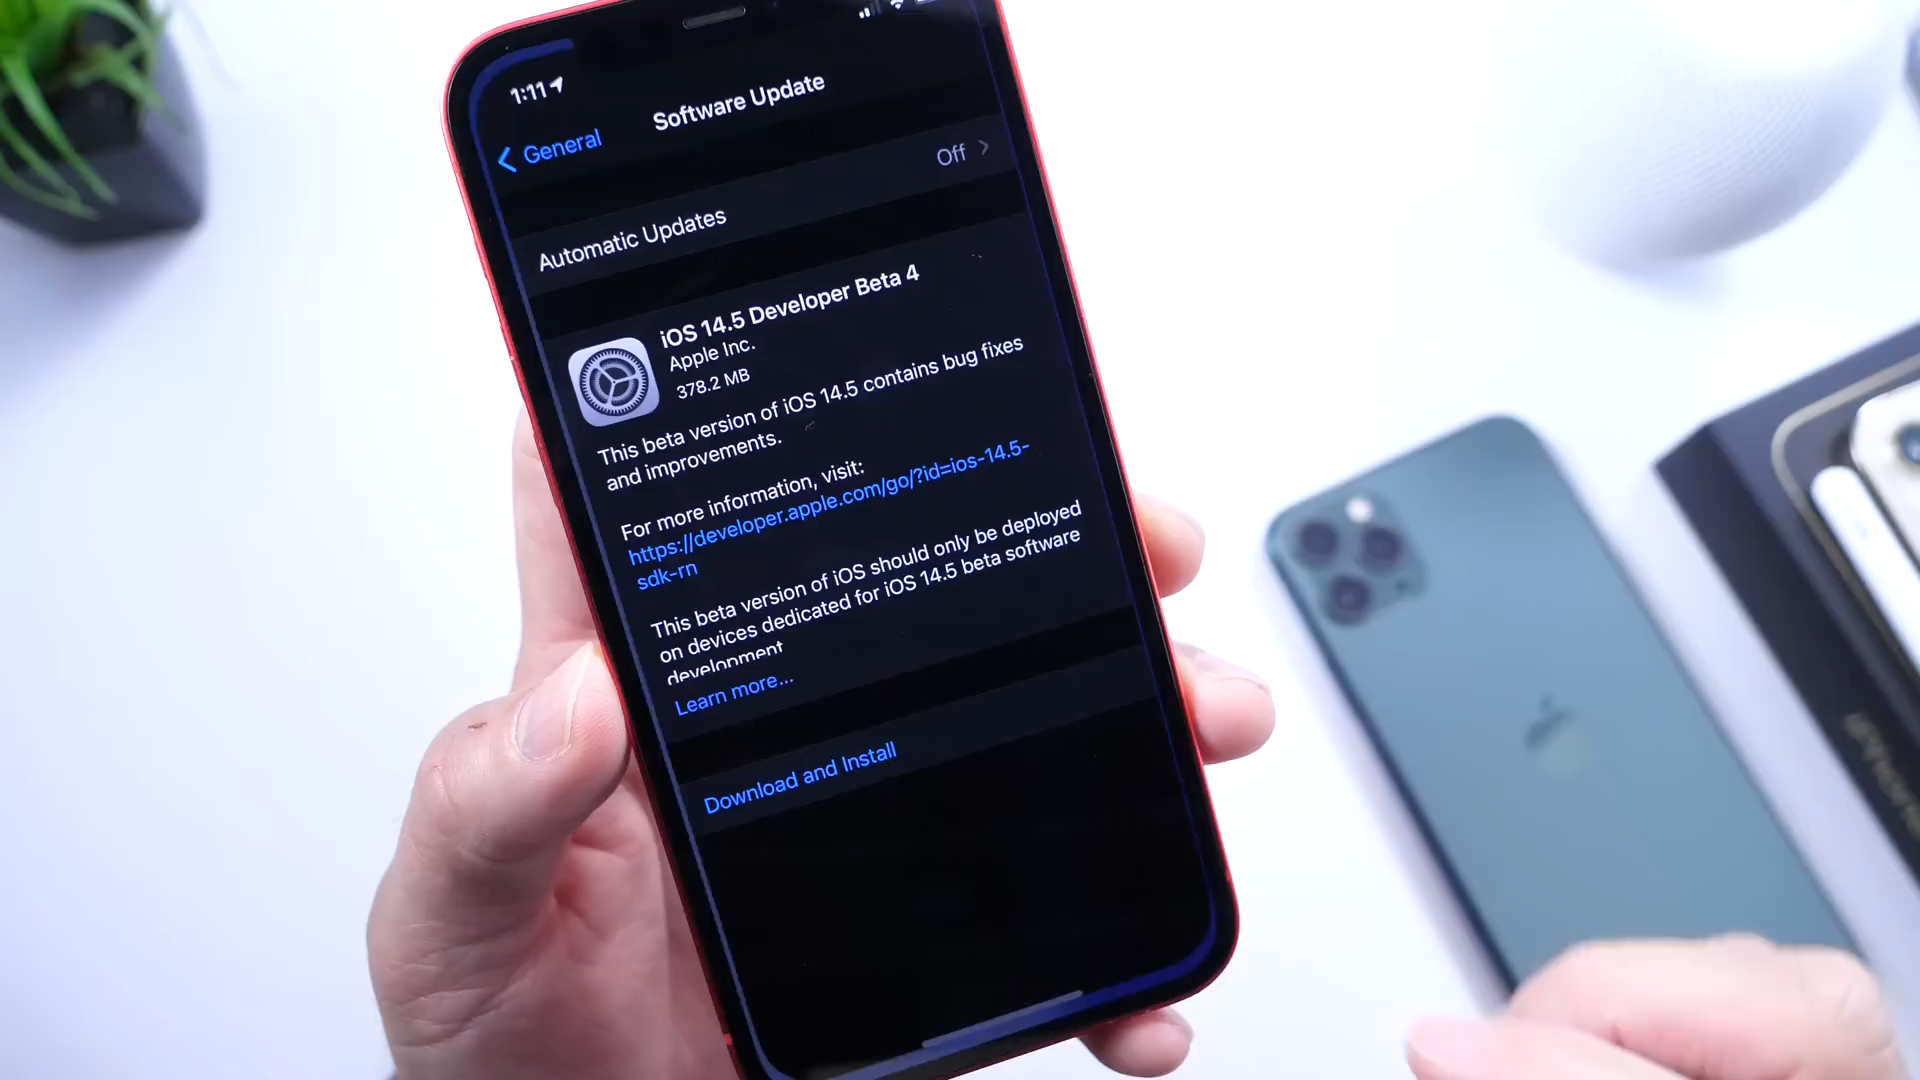 1:11
General
Software Update
Automatic Updates
Off
iOS 14.5 Developer Beta 4
Apple Inc.
378.2 MB
This beta version of iOS 14.5 contains bug fixes
and improvements.
For more information, visit:
https://developer.apple.com/go/?id=ios-14.5-
sdk-rn
This beta version of iOS should only be deployed
on devices dedicated for iOS 14.5 beta software
development
Learn more...
Download and Install
iPhone